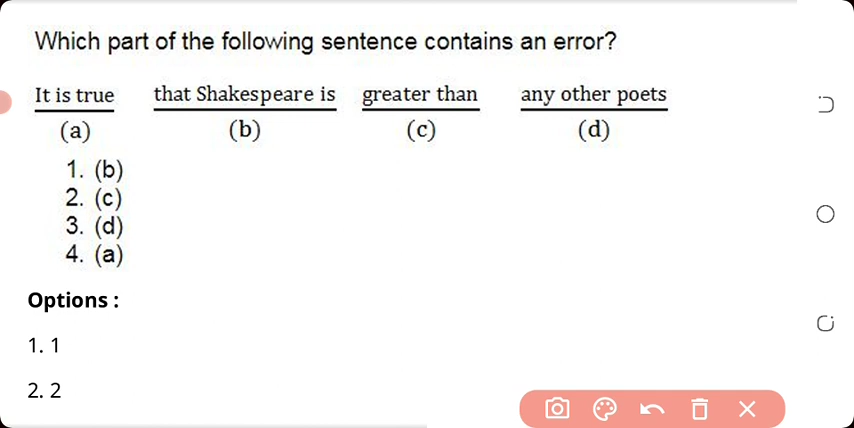 Which part of the following sentence contains an error?
It is true that Shakespeare is greater than any other poets
(a) (b) (c) (d)
1. (b)
2. (c)
3. (d)
4. (a)
Options :
1. 1
2. 2